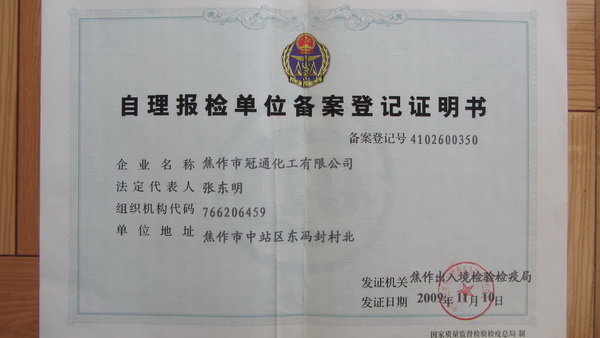 自理报检单位备案登记证明书
备案登记号 4102600350
企业名称 焦作市冠通化工有限公司
法定代表人 张东明
组织机构代码 766206459
单位地址 焦作市中站区东冯封村北
发证机关 焦作出入境检验检疫局
发证日期 2009年11月10日
国家质量监督检验检疫总局 制